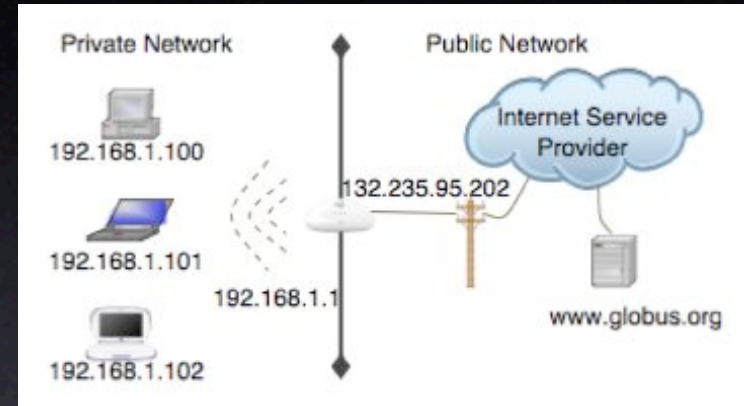 Private Network
Public Network
192.168.1.100
192.168.1.101
192.168.1.102
192.168.1.1
132.235.95.202
Internet Service
Provider
www.globus.org